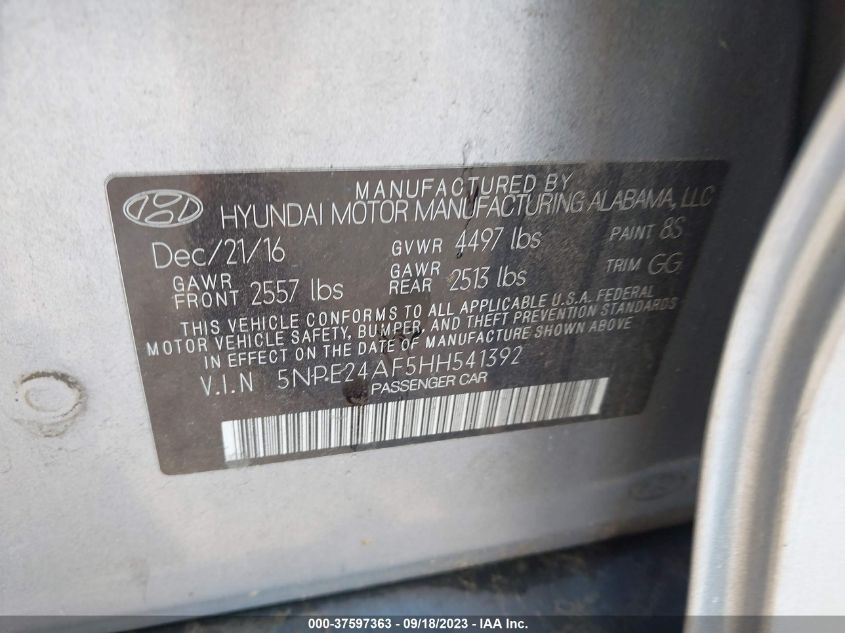 MANUFACTURED BY
HYUNDAI MOTOR MANUFACTURING ALABAMA, LLC
Dec/21/16 GVWR 4497 lbs PAINT 8S
GAWR FRONT 2557 lbs GAWR REAR 2513 lbs TRIM GG
THIS VEHICLE CONFORMS TO ALL APPLICABLE U.S.A. FEDERAL
MOTOR VEHICLE SAFETY, BUMPER, AND THEFT PREVENTION STANDARDS
IN EFFECT ON THE DATE OF MANUFACTURE SHOWN ABOVE
V.I.N 5NPE24AF5HH541392
PASSENGER CAR
000-37597363 - 09/18/2023 - IAAI.COM